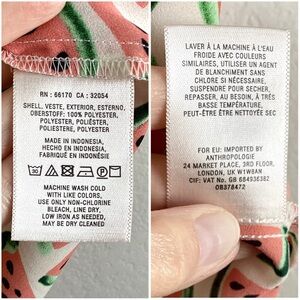 RN : 66170 CA : 32054
SHELL, VESTE, EXTERIOR, ESTERNO,
OBERSTOFF: 100% POLYESTER,
POLYESTER, POLIÉSTER,
POLIESTERE, POLYESTER
MADE IN INDONESIA,
HECHO EN INDONESIA,
FABRIQUÉ EN INDONÉSIE
30
MACHINE WASH COLD
WITH LIKE COLORS,
USE ONLY NON-CHLORINE
BLEACH, LINE DRY,
LOW IRON AS NEEDED,
MAY BE DRY CLEANED
LAVER À LA MACHINE À L'EAU
FROIDE AVEC COULEURS
SIMILAIRES, UTILISER UN AGENT
DE BLANCHIMENT SANS
CHLORE SI NÉCESSAIRE,
SUSPENDRE POUR SECHER,
REPASSER, AU BESOIN, À TRÈS
BASSE TEMPÉRATURE,
PEUT-ÊTRE ÊTRE NETTOYÉ SEC
FOR EU: IMPORTED BY
ANTHROPOLOGIE
24 MARKET PLACE, 3RD FLOOR,
LONDON, UK W1W8AN
CIF: VAT No. GB 684936382
OB378472